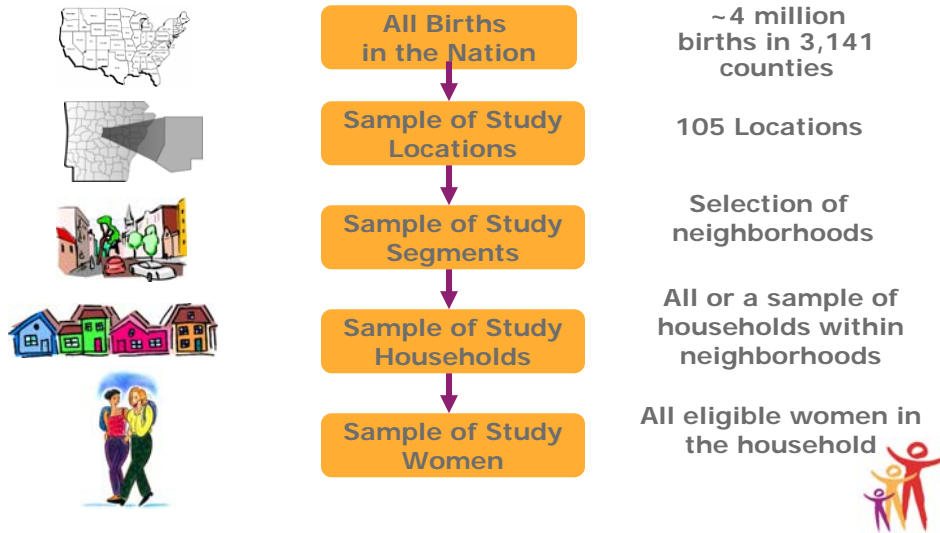 All Births
in the Nation
~4 million
births in 3,141
counties
Sample of Study
Locations
105 Locations
Sample of Study
Segments
Selection of
neighborhoods
Sample of Study
Households
All or a sample of
households within
neighborhoods
Sample of Study
Women
All eligible women in
the household